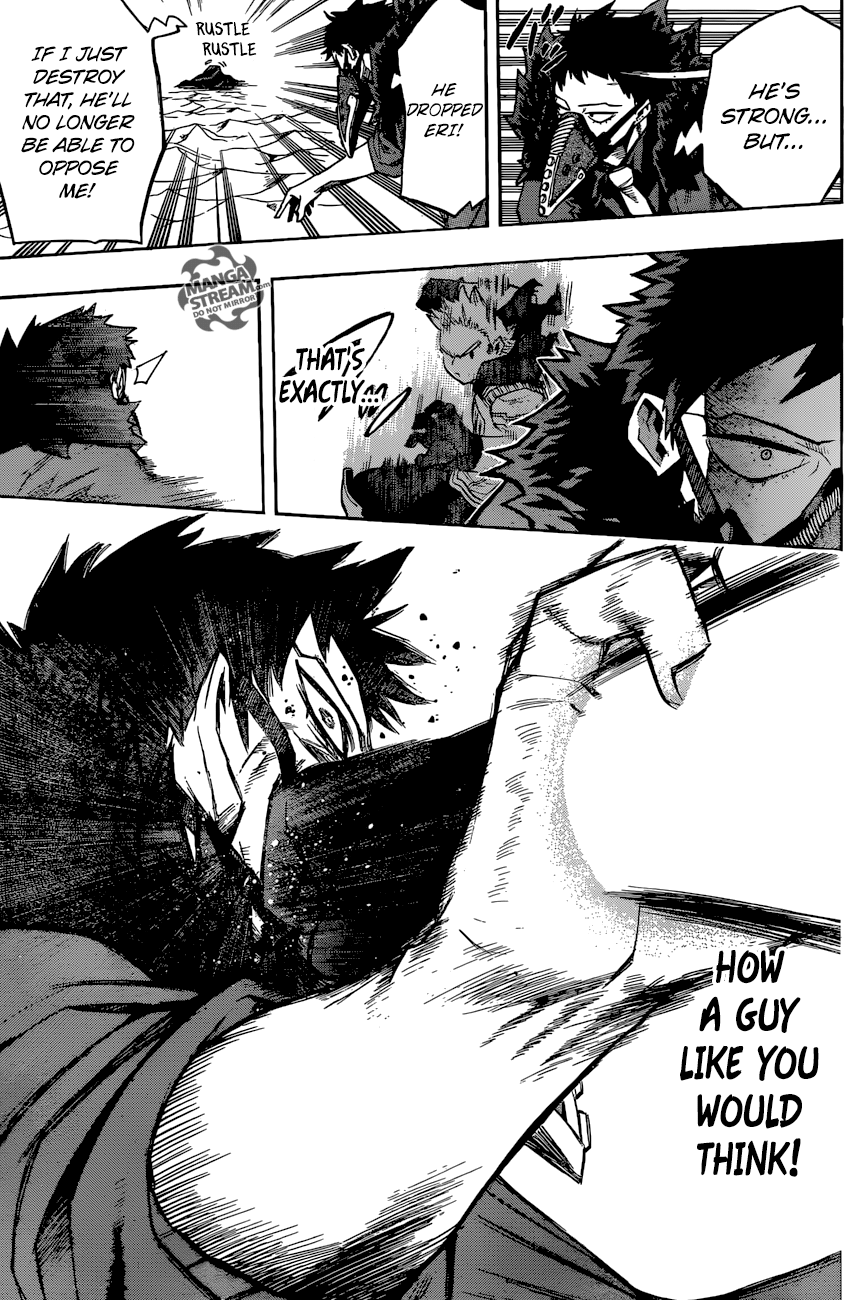 HE'S
STRONG...
BUT...
HE
DROPPED
ERI!
RUSTLE
RUSTLE
IF I JUST
DESTROY
THAT, HE'LL
NO LONGER
BE ABLE TO
OPPOSE
ME!
MANGA
STREAM.com
DO NOT MIRROR!
THAT'S
EXACTLY...
HOW
A GUY
LIKE YOU
WOULD
THINK!